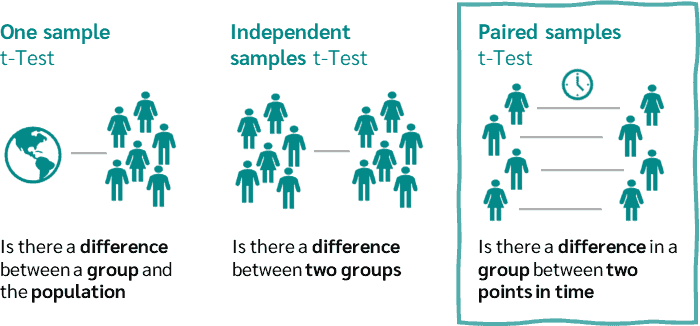 One sample
t-Test
Is there a difference
between a group and
the population
Independent
samples t-Test
Is there a difference
between two groups
Paired samples
t-Test
Is there a difference in a
group between two
points in time